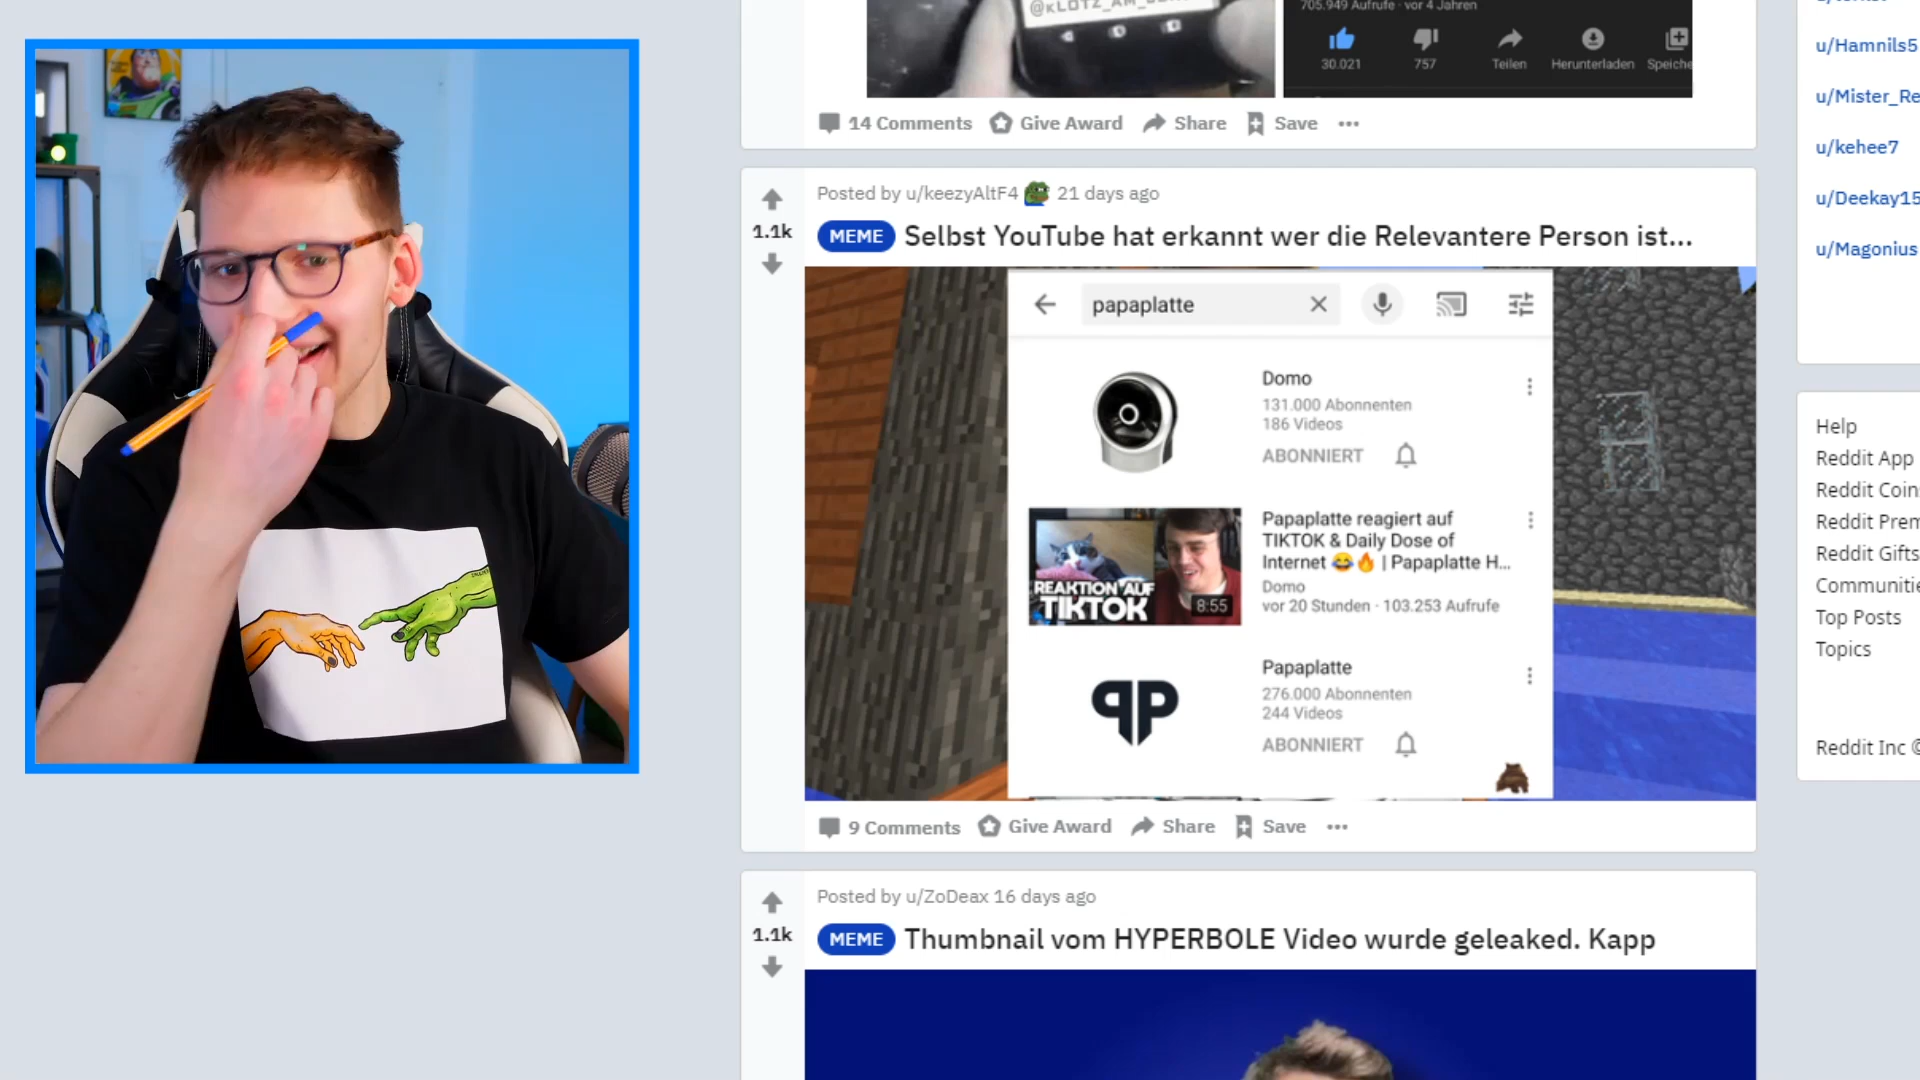 705.949 Aufrufe · vor 4 Jahren
30.021
757
Teilen
Herunterladen
14 Comments
Give Award
Share
Save
Posted by u/keezyAltF4 21 days ago
1.1k
MEME
Selbst YouTube hat erkannt wer die Relevantere Person ist...
papaplatte
Domo
131.000 Abonnenten
186 Videos
ABONNIERT
REAKTION AUF
TIKTOK
8:55
Papaplatte reagiert auf
TIKTOK & Daily Dose of
Internet 😂🔥 | Papaplatte H...
Domo
vor 20 Stunden · 103.253 Aufrufe
Papaplatte
276.000 Abonnenten
244 Videos
ABONNIERT
9 Comments
Give Award
Share
Save
Posted by u/ZoDeax 16 days ago
1.1k
MEME
Thumbnail vom HYPERBOLE Video wurde geleaked. Kapp
u/Hamnils5
u/Mister_Re
u/kehee7
u/Deekay15
u/Magonius
Help
Reddit App
Reddit Coin
Reddit Prem
Reddit Gifts
Communitie
Top Posts
Topics
Reddit Inc ©